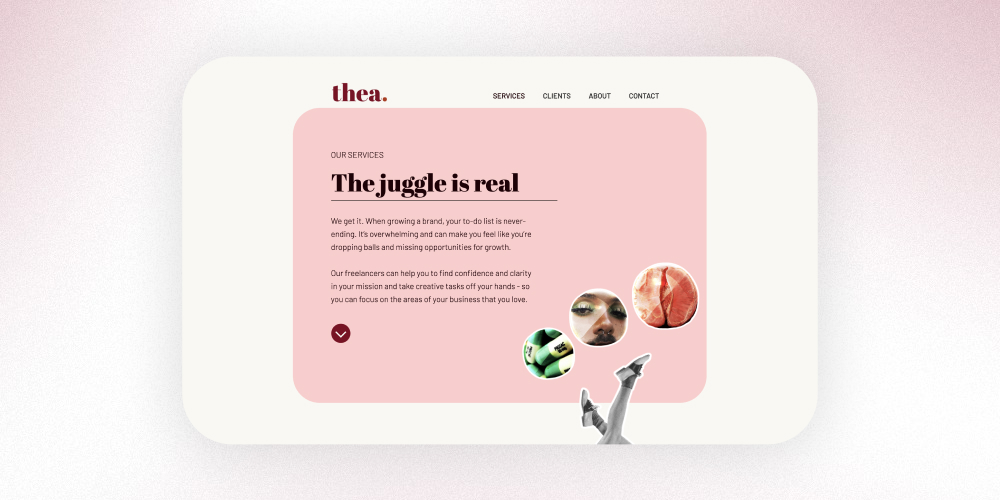 thea.
SERVICES CLIENTS ABOUT CONTACT
OUR SERVICES
The juggle is real
We get it. When growing a brand, your to-do list is never-
ending. It's overwhelming and can make you feel like you're
dropping balls and missing opportunities for growth.
Our freelancers can help you to find confidence and clarity
in your mission and take creative tasks off your hands - so
you can focus on the areas of your business that you love.